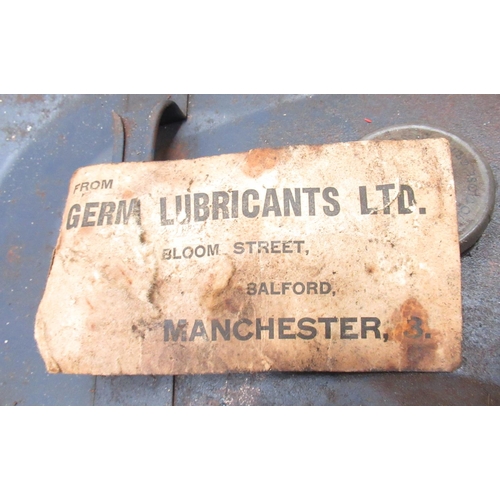 FROM
GERM LUBRICANTS LTD.
BLOOM STREET,
SALFORD,
MANCHESTER, 3.